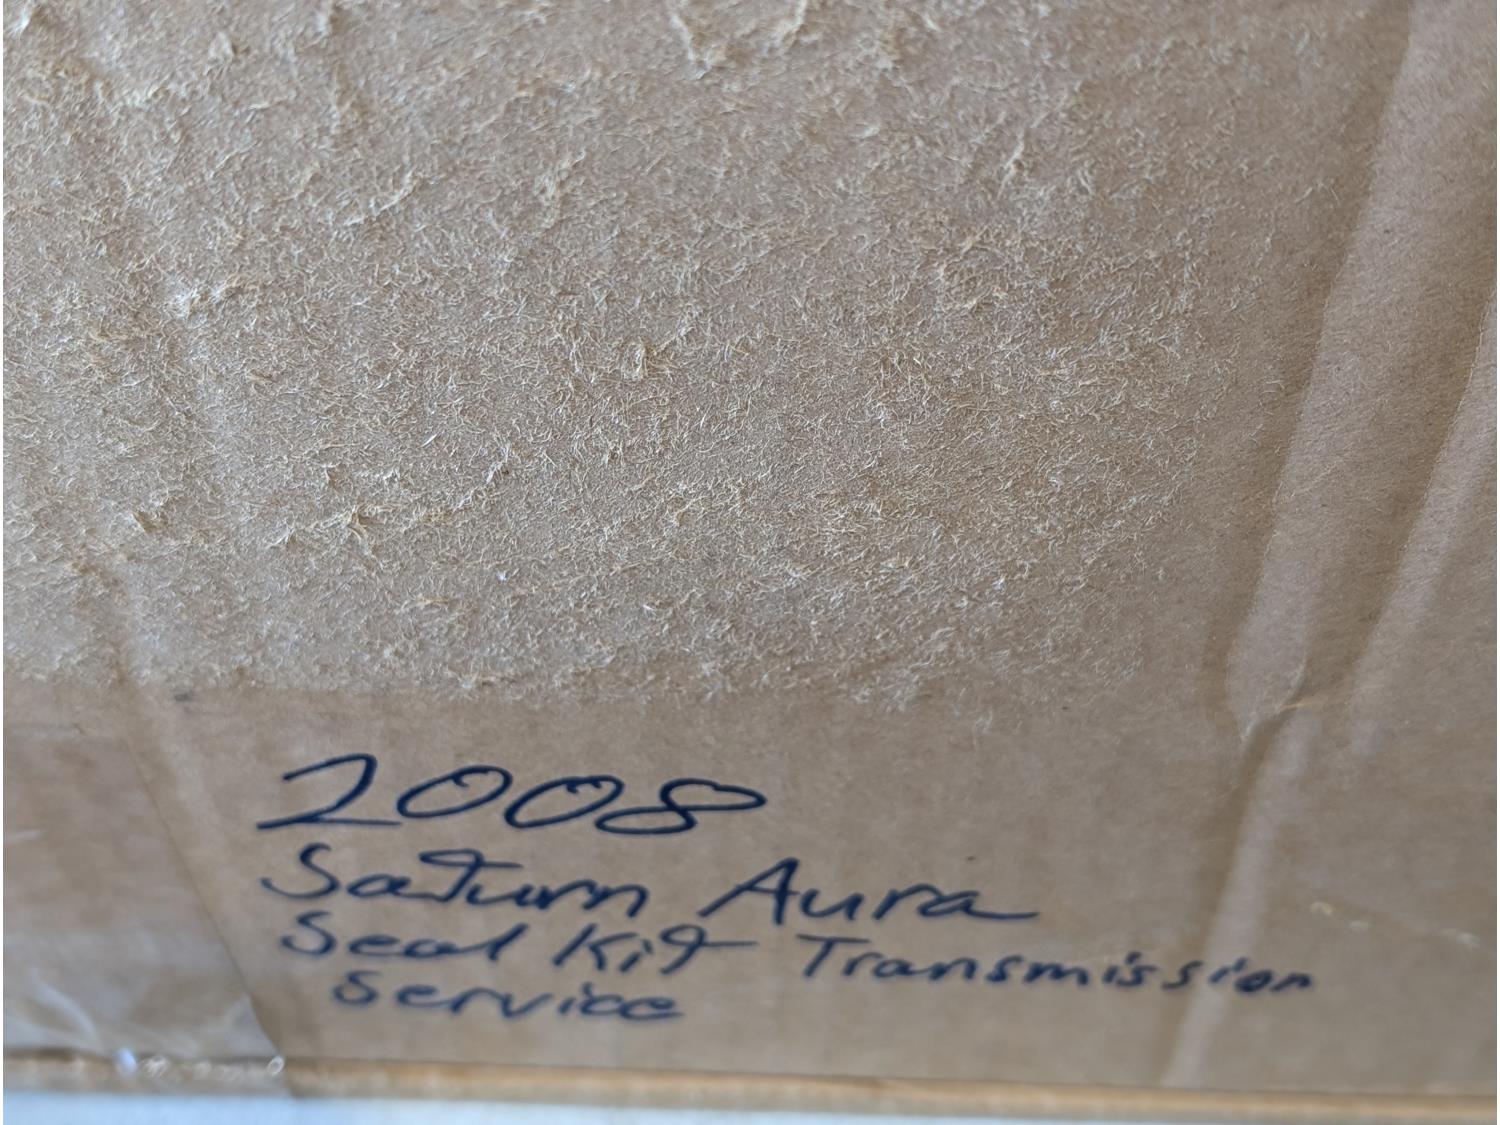 2008
Saturn Aura
Seal Kit Transmission
Service